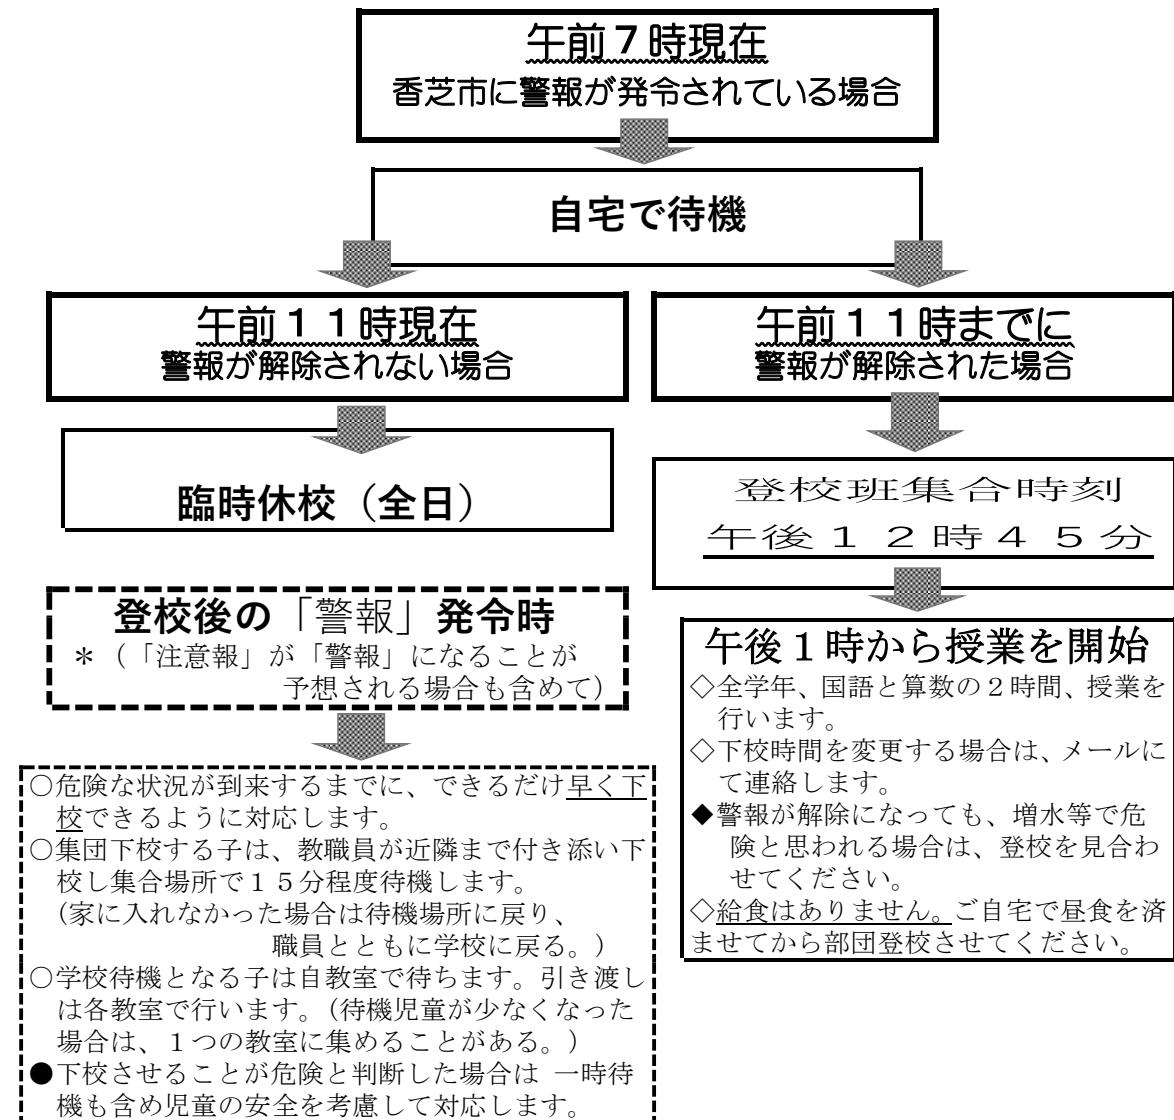 午前７時現在
香芝市に警報が発令されている場合
自宅で待機
午前１１時現在
警報が解除されない場合
臨時休校（全日）
午前１１時までに
警報が解除された場合
登校班集合時刻
午後１２時４５分
午後１時から授業を開始
◇全学年、国語と算数の２時間、授業を
行います。
◇下校時間を変更する場合は、メールに
て連絡します。
◆警報が解除になっても、増水等で危
険と思われる場合は、登校を見合わ
せてください。
◇給食はありません。ご自宅で昼食を済
ませてから部団登校させてください。
登校後の「警報」発令時
＊（「注意報」が「警報」になることが
予想される場合も含めて）
○危険な状況が到来するまでに、できるだけ早く下
校できるように対応します。
○集団下校する子は、教職員が近隣まで付き添い下
校し集合場所で１５分程度待機します。
（家に入れなかった場合は待機場所に戻り、
職員とともに学校に戻る。）
○学校待機となる子は自教室で待ちます。引き渡し
は各教室で行います。（待機児童が少なくなった
場合は、１つの教室に集めることがある。）
●下校させることが危険と判断した場合は 一時待
機も含め児童の安全を考慮して対応します。